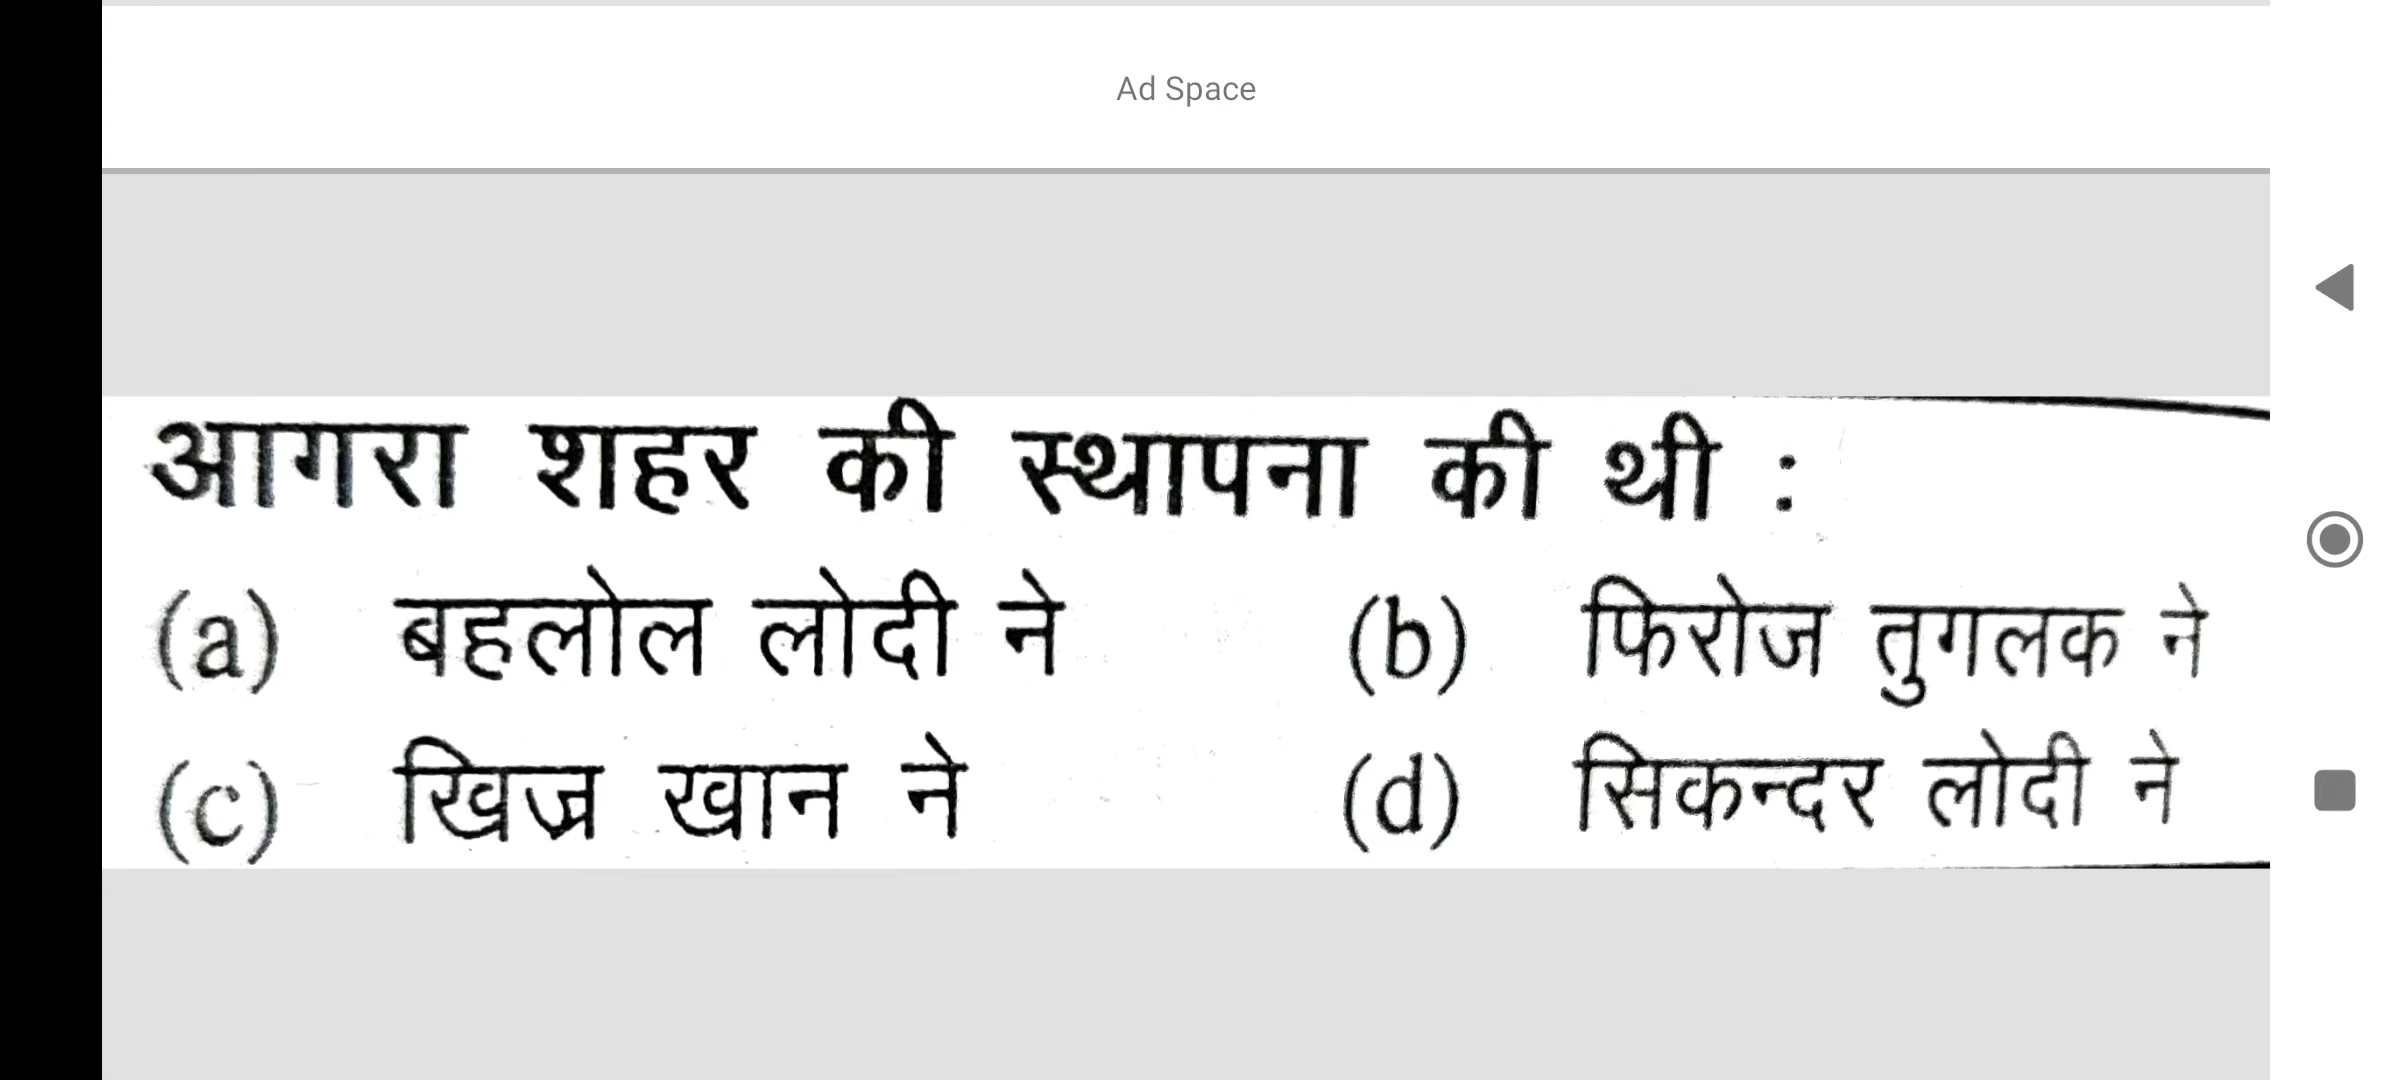 Ad Space
आगरा शहर की स्थापना की थी :
(a) बहलोल लोदी ने (b) फिरोज तुगलक ने
(c) खिज्र खान ने (d) सिकन्दर लोदी ने